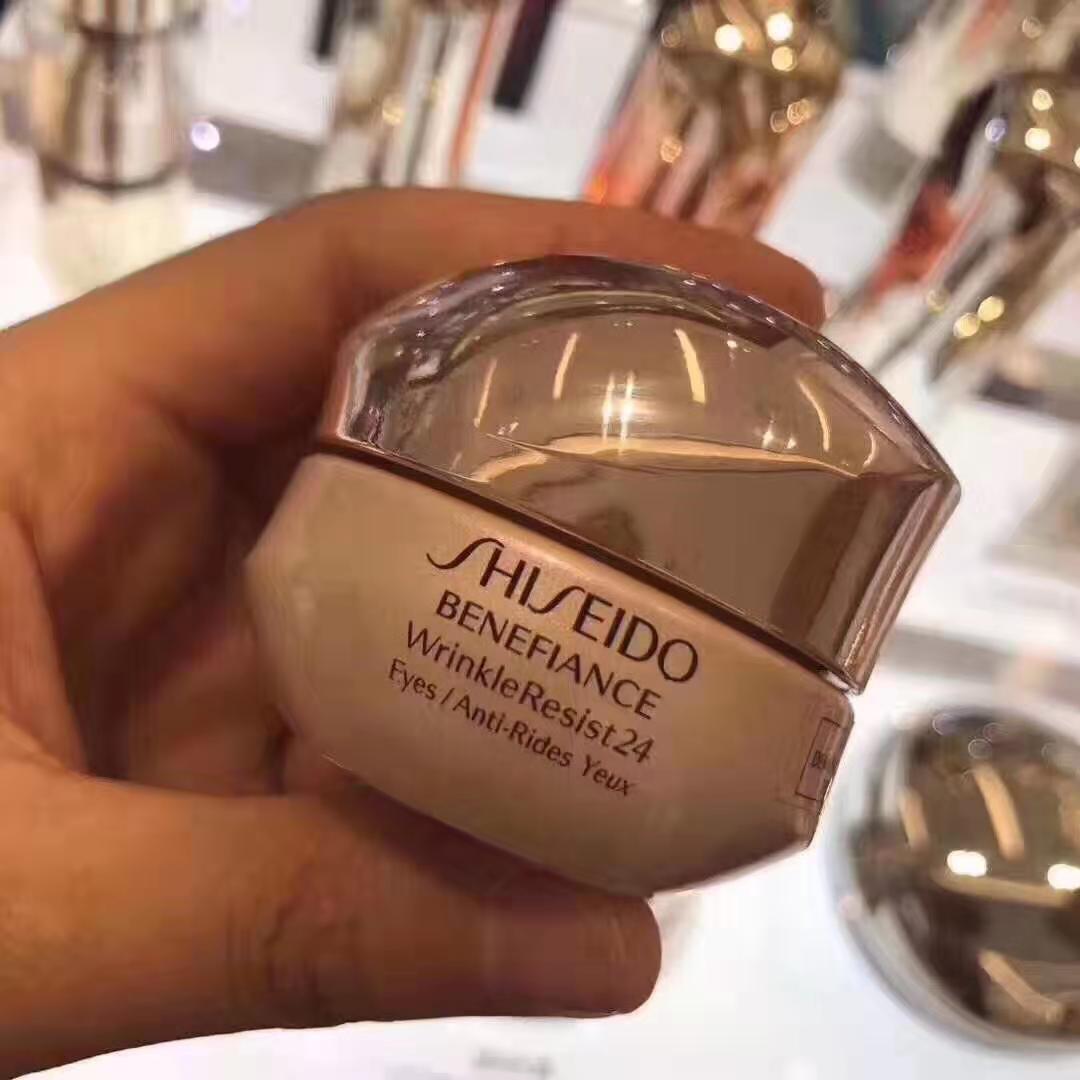 SHISEIDO
BENEFIANCE
WrinkleResist24
Eyes / Anti-Rides Yeux